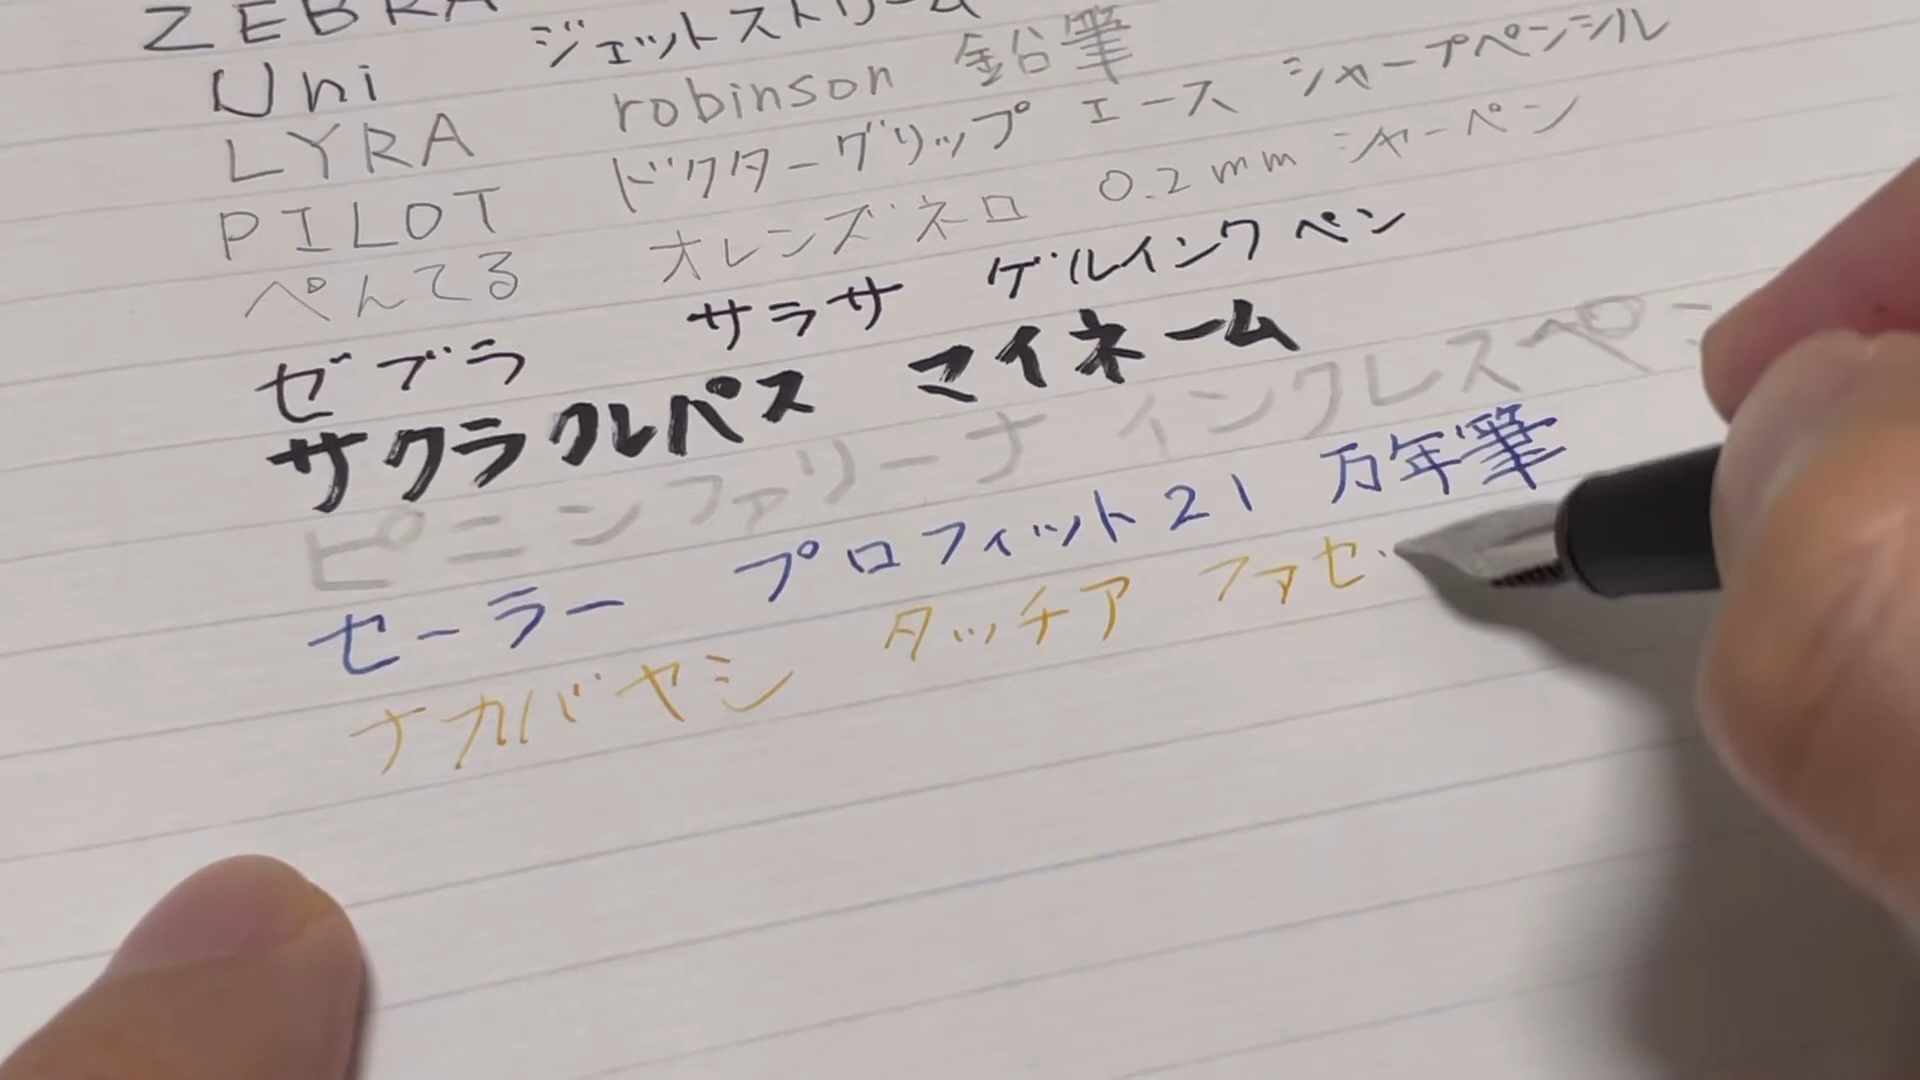 ZEBRA
Uni ジェットストリーム
LYRA robinson 鉛筆
PILOT ドクターグリップ エース シャープペンシル
ぺんてる オレンズネロ 0.2mm シャーペン
ゼブラ サラサ ゲルインクペン
サクラクレパス マイネーム
ピニンファリーナ インクレスペン
セーラー プロフィット21 万年筆
ナカバヤシ タッチア ファセ